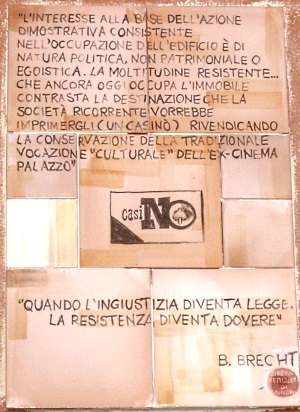 "L'INTERESSE ALLA BASE DELL'AZIONE
DIMOSTRATIVA CONSISTENTE
NELL'OCCUPAZIONE DELL'EDIFICIO È DI
NATURA POLITICA, NON PATRIMONIALE O
EGOISTICA. LA MOLTITUDINE RESISTENTE...
CHE ANCORA OGGI OCCUPA L'IMMOBILE
CONTRASTA LA DESTINAZIONE CHE LA
SOCIETÀ RICORRENTE VORREBBE
IMPRIMERGLI (UN CASINÒ) RIVENDICANDO
LA CONSERVAZIONE DELLA TRADIZIONALE
VOCAZIONE "CULTURALE" DELL'EX-CINEMA
PALAZZO"
casi NO
"QUANDO L'INGIUSTIZIA DIVENTA LEGGE.
LA RESISTENZA DIVENTA DOVERE"
B. BRECHT